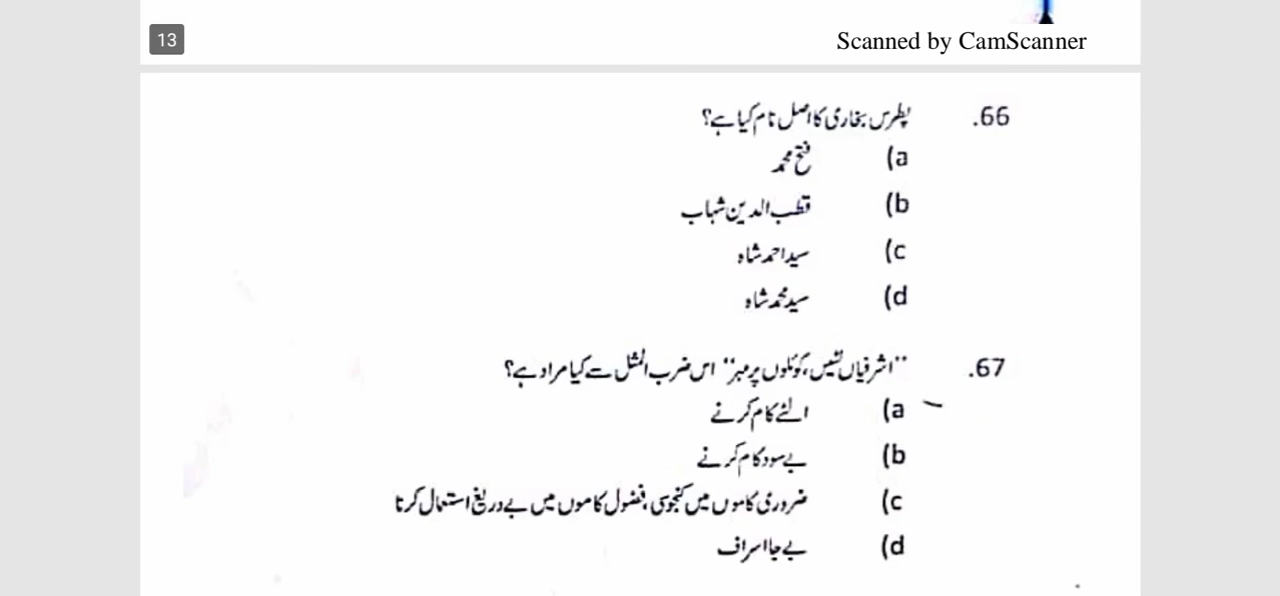 13
Scanned by CamScanner
66. پطرس بخاری کا اصل نام کیا ہے؟
a) فتح محمد
b) قطب الدین شہاب
c) سید احمد شاہ
d) سید محمد شاہ
67. "اشرفیاں لٹیں، کوئلوں پر مہر" اس ضرب المثل سے کیا مراد ہے؟
a) الٹے کام کرنے
b) بے سود کام کرنے
c) ضروری کاموں میں کنجوسی، فضول کاموں میں بے دریغ استعمال کرنا
d) بے جا اسراف